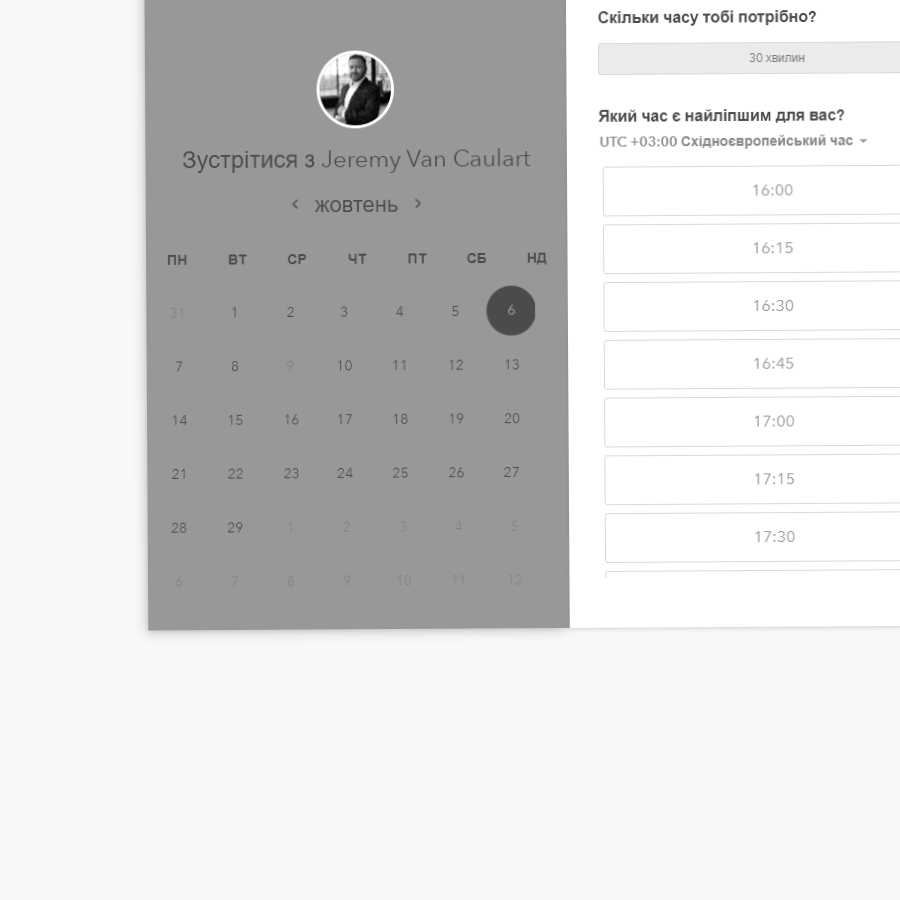 Зустрітися з Jeremy Van Caulart
жовтень
ПН ВТ СР ЧТ ПТ СБ НД
31 1 2 3 4 5 6
7 8 9 10 11 12 13
14 15 16 17 18 19 20
21 22 23 24 25 26 27
28 29 1 2 3 4 5
6 7 8 9 10 11 12
Скільки часу тобі потрібно?
30 хвилин
Який час є найліпшим для вас?
UTC +03:00 Східноєвропейський час
16:00
16:15
16:30
16:45
17:00
17:15
17:30